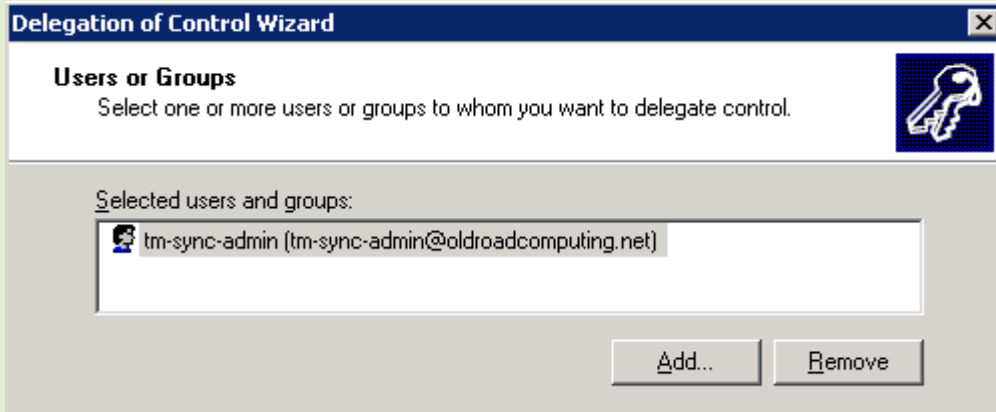 Delegation of Control Wizard
Users or Groups
Select one or more users or groups to whom you want to delegate control.
Selected users and groups:
tm-sync-admin (tm-sync-admin@oldroadcomputing.net)
Add... Remove